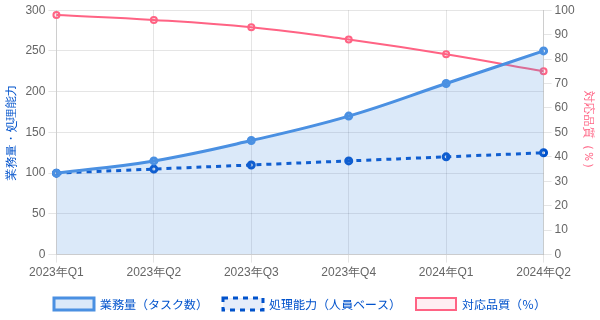 300
250
200
150
100
50
0
業務量・処理能力
100
90
80
70
60
50
40
30
20
10
0
対応品質（%）
2023年Q1
2023年Q2
2023年Q3
2023年Q4
2024年Q1
2024年Q2
業務量（タスク数）
処理能力（人員ベース）
対応品質（%）